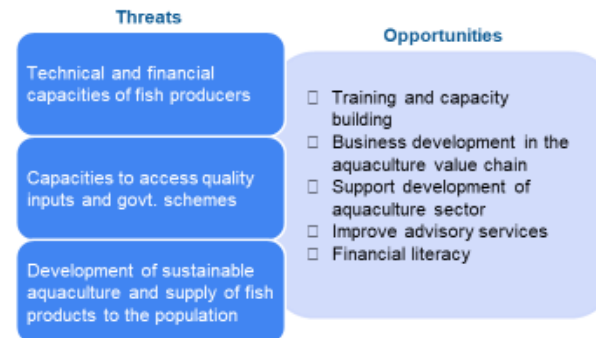 Threats
Technical and financial
capacities of fish producers
Capacities to access quality
inputs and govt. schemes
Development of sustainable
aquaculture and supply of fish
products to the population
Opportunities
□ Training and capacity
building
□ Business development in the
aquaculture value chain
□ Support development of
aquaculture sector
□ Improve advisory services
□ Financial literacy